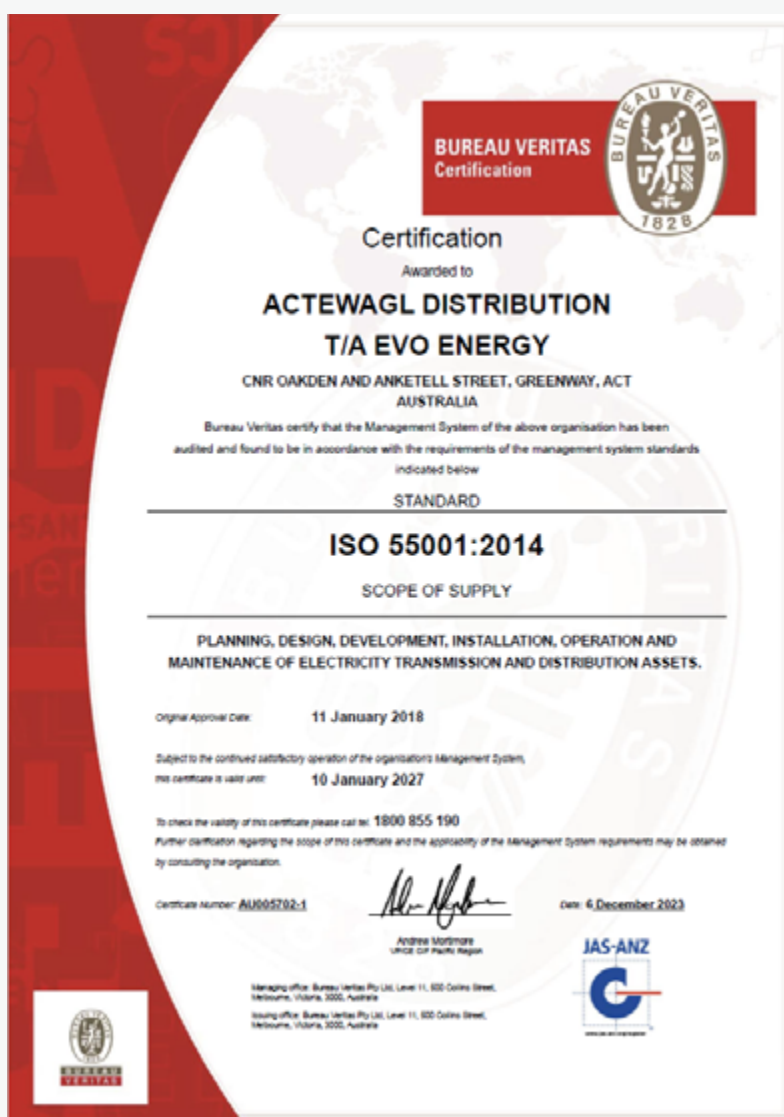 BUREAU VERITAS
Certification
BUREAU VERITAS
1828
Certification
Awarded to
ACTEWAGL DISTRIBUTION
T/A EVO ENERGY
CNR OAKDEN AND ANKETELL STREET, GREENWAY, ACT
AUSTRALIA
Bureau Veritas certify that the Management System of the above organisation has been
audited and found to be in accordance with the requirements of the management system standards
indicated below
STANDARD
ISO 55001:2014
SCOPE OF SUPPLY
PLANNING, DESIGN, DEVELOPMENT, INSTALLATION, OPERATION AND
MAINTENANCE OF ELECTRICITY TRANSMISSION AND DISTRIBUTION ASSETS.
Original Approval Date: 11 January 2018
Subject to the continued satisfactory operation of the organisation's Management System,
this certificate is valid until: 10 January 2027
To check the validity of this certificate please call tel: 1800 855 190
Further clarification regarding the scope of this certificate and the applicability of the Management System requirements may be obtained
by consulting the organisation.
Certificate Number: AU005702-1 Date: 6 December 2023
Andrew Mortimore
Pacific Region
JAS-ANZ
Managing office: Bureau Veritas Pty Ltd, Level 11, 500 Collins Street,
Melbourne, Victoria, 3000, Australia
Issuing office: Bureau Veritas Pty Ltd, Level 11, 500 Collins Street,
Melbourne, Victoria, 3000, Australia
BUREAU
VERITAS